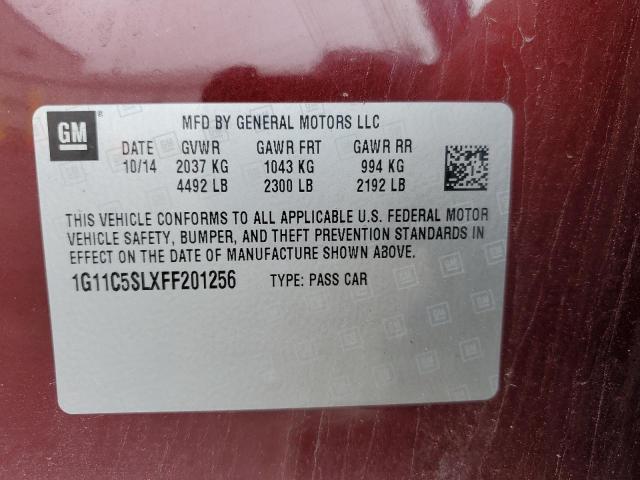 GM ®
MFD BY GENERAL MOTORS LLC
DATE GVWR GAWR FRT GAWR RR
10/14 2037 KG 1043 KG 994 KG
4492 LB 2300 LB 2192 LB
THIS VEHICLE CONFORMS TO ALL APPLICABLE U.S. FEDERAL MOTOR
VEHICLE SAFETY, BUMPER, AND THEFT PREVENTION STANDARDS IN
EFFECT ON THE DATE OF MANUFACTURE SHOWN ABOVE.
1G11C5SLXFF201256 TYPE: PASS CAR